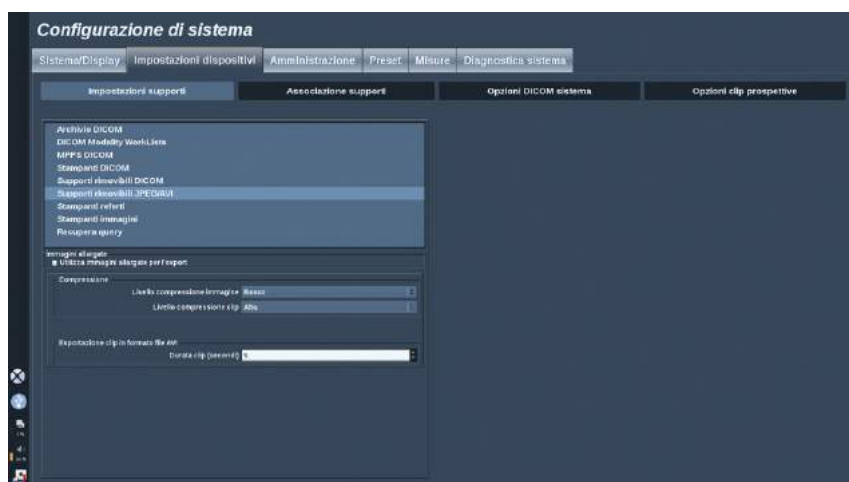 Configurazione di sistema
Sistema/Display Impostazioni dispositivi Amministrazione Preset Misure Diagnostica sistema
Impostazioni supporti Associazione supporti Opzioni DICOM sistema Opzioni clip prospettive
Archivio DICOM
DICOM Modality WorkLists
MPPS DICOM
Stampanti DICOM
Supporti rimovibili DICOM
Supporti rimovibili JPEG/AVI
Stampanti referti
Stampanti immagini
Recupera query
Immagini allargate
Utilizza immagini allargate per l'export
Compressione
Livello compressione immagine Basso
Livello compressione clip Alto
Esportazione clip in formato file AVI
Durata clip (secondi)